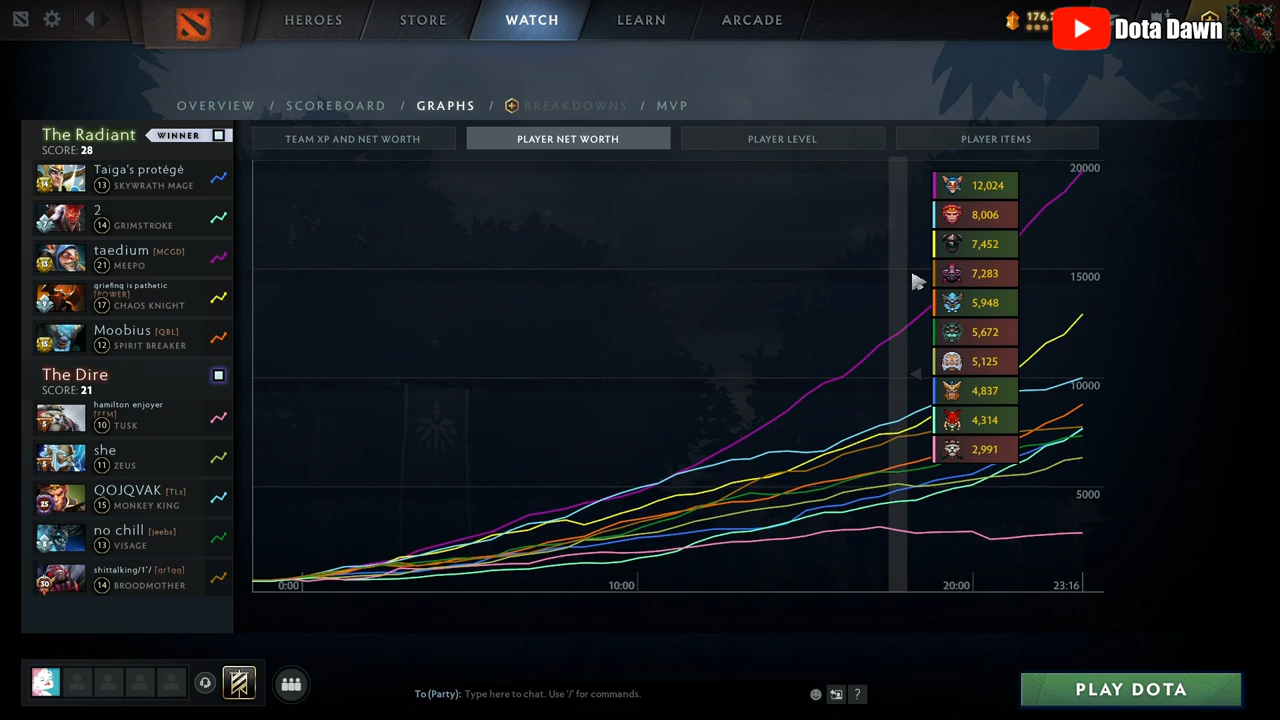 HEROES
STORE
WATCH
LEARN
ARCADE
Dota Dawn
OVERVIEW / SCOREBOARD / GRAPHS / BREAKDOWNS / MVP
The Radiant
WINNER
SCORE: 28
Taiga's protégé
13 SKYWRATH MAGE
2
14 GRIMSTROKE
taedium [MCGD]
21 MEEPO
griefing is pathetic
[POWER]
17 CHAOS KNIGHT
Moobius [QBL]
12 SPIRIT BREAKER
The Dire
SCORE: 21
hamilton enjoyer
10 TUSK
she
11 ZEUS
QOJQVAK [TLs]
15 MONKEY KING
no chill [jeebs]
13 VISAGE
14 BROODMOTHER
TEAM XP AND NET WORTH
PLAYER NET WORTH
PLAYER LEVEL
PLAYER ITEMS
20000
15000
10000
5000
12,024
8,006
7,452
7,283
5,948
5,672
5,125
4,837
4,314
2,991
0:00
10:00
20:00
23:16
To (Party): Type here to chat. Use '/' for commands.
?
PLAY DOTA